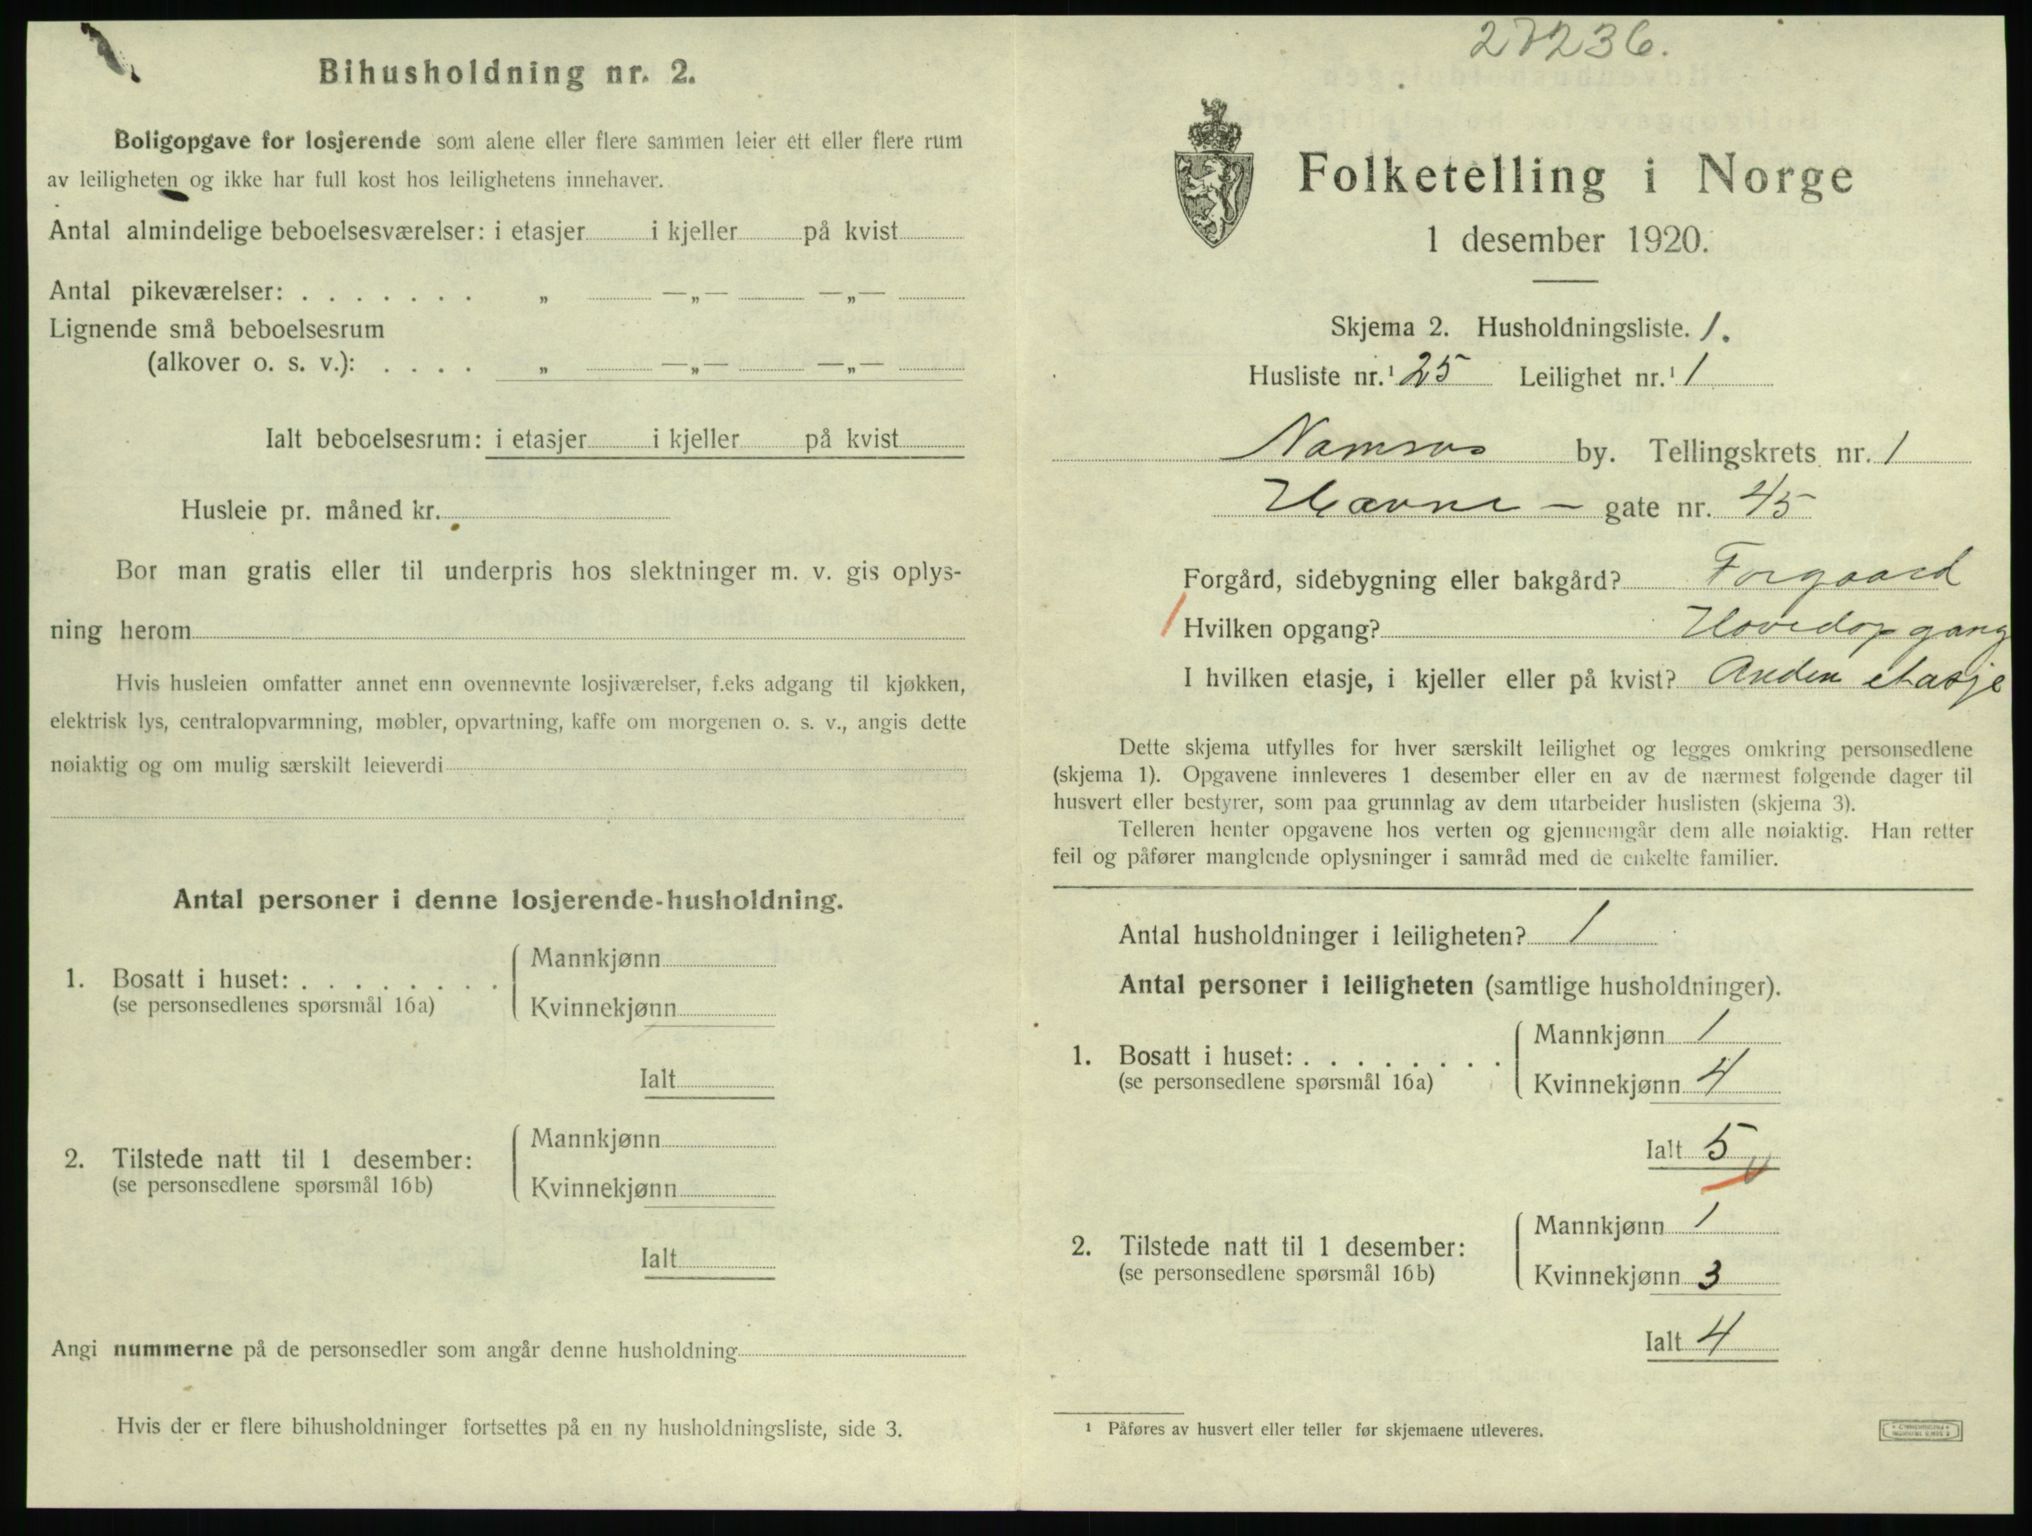 Bihusholdning nr. 2.
Boligopgave for losjerende som alene eller flere sammen leier ett eller flere rum
av leiligheten og ikke har full kost hos leilighetens innehaver.
Antal almindelige beboelsesværelser: i etasjer i kjeller på kvist
Antal pikeværelser: . . . . . . . „ —„— —„—
Lignende små beboelsesrum
(alkover o. s. v.): . . . . „ —„— —„—
Ialt beboelsesrum: i etasjer i kjeller på kvist
Husleie pr. måned kr.
Bor man gratis eller til underpris hos slektninger m. v. gis oplys-
ning herom
Hvis husleien omfatter annet enn ovennevnte losjiværelser, f.eks adgang til kjøkken,
elektrisk lys, centralopvarmning, møbler, opvartning, kaffe om morgenen o. s. v., angis dette
nøiaktig og om mulig særskilt leieverdi
Antal personer i denne losjerende-husholdning.
1. Bosatt i huset: . . . . . . . . Mannkjønn
(se personsedlenes spørsmål 16a) Kvinnekjønn
Ialt
2. Tilstede natt til 1 desember: Mannkjønn
(se personsedlene spørsmål 16b) Kvinnekjønn
Ialt
Angi nummerne på de personsedler som angår denne husholdning
Hvis der er flere bihusholdninger fortsettes på en ny husholdningsliste, side 3.
27236.
Folketelling i Norge
1 desember 1920.
Skjema 2. Husholdningsliste. 1.
Husliste nr.¹ 25 Leilighet nr.¹ 1
Namsos by. Tellingskrets nr. 1
Havne - gate nr. 45
Forgård, sidebygning eller bakgård? Forgaard
Hvilken opgang? Hovedopgang
I hvilken etasje, i kjeller eller på kvist? Anden etasje
Dette skjema utfylles for hver særskilt leilighet og legges omkring personsedlene
(skjema 1). Opgavene innleveres 1 desember eller en av de nærmest følgende dager til
husvert eller bestyrer, som paa grunnlag av dem utarbeider huslisten (skjema 3).
Telleren henter opgavene hos verten og gjennemgår dem alle nøiaktig. Han retter
feil og påfører manglende oplysninger i samråd med de enkelte familier.
Antal husholdninger i leiligheten? 1
Antal personer i leiligheten (samtlige husholdninger).
1. Bosatt i huset: . . . . . . . . Mannkjønn 1
(se personsedlene spørsmål 16a) Kvinnekjønn 4
Ialt 5
2. Tilstede natt til 1 desember: Mannkjønn 1
(se personsedlene spørsmål 16b) Kvinnekjønn 3
Ialt 4
¹ Påføres av husvert eller teller før skjemaene utleveres.